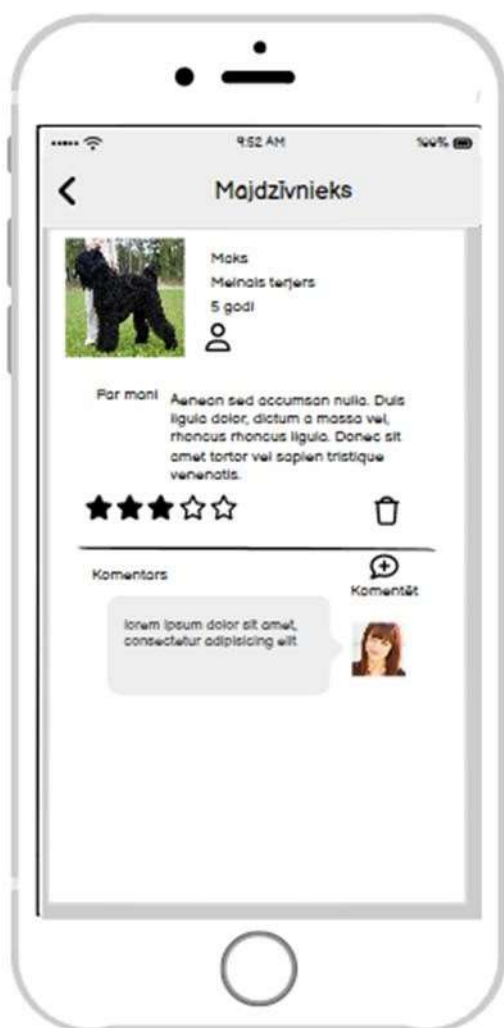 9:52 AM
100%
Majdzīvnieks
Maks
Melnais terjers
5 gadi
Par mani
Aenean sed accumsan nulla. Duis
ligula dolor, dictum a massa vel,
rhoncus rhoncus ligula. Donec sit
amet tortor vel sapien tristique
venenatis.
Komentars
Komentēt
lorem ipsum dolor sit amet,
consectetur adipisicing elit